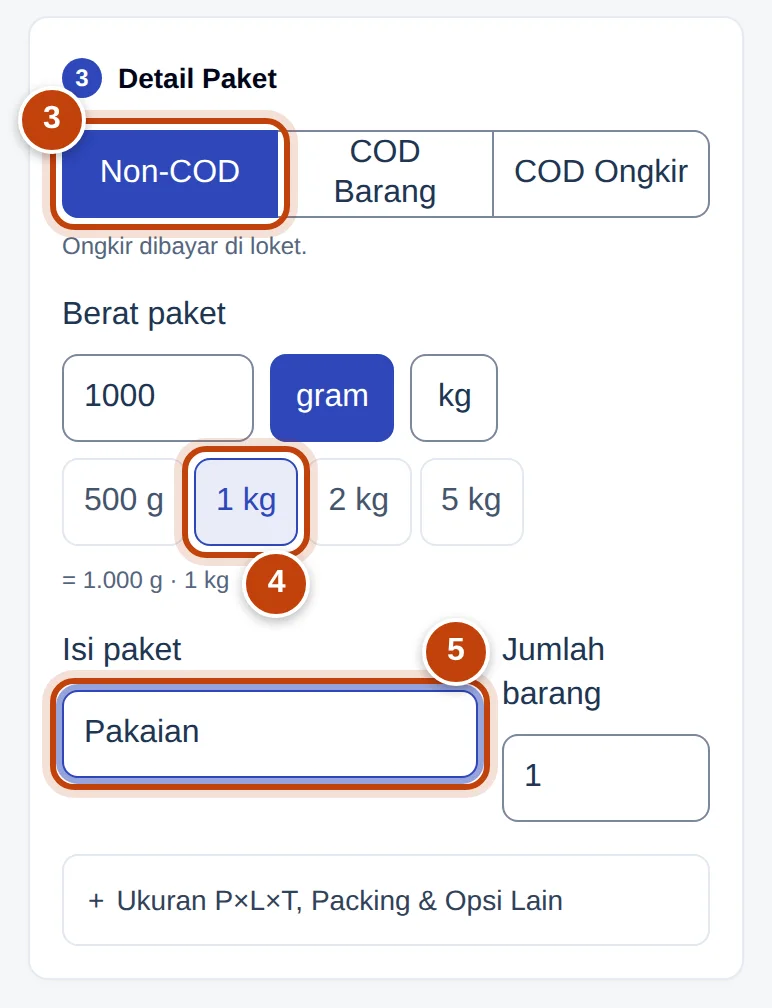 3 Detail Paket
3
Non-COD
COD
Barang
COD Ongkir
Ongkir dibayar di loket.
Berat paket
1000
gram
kg
500 g
1 kg
2 kg
5 kg
= 1.000 g · 1 kg
4
Isi paket
5
Jumlah
barang
Pakaian
1
+ Ukuran P×L×T, Packing & Opsi Lain